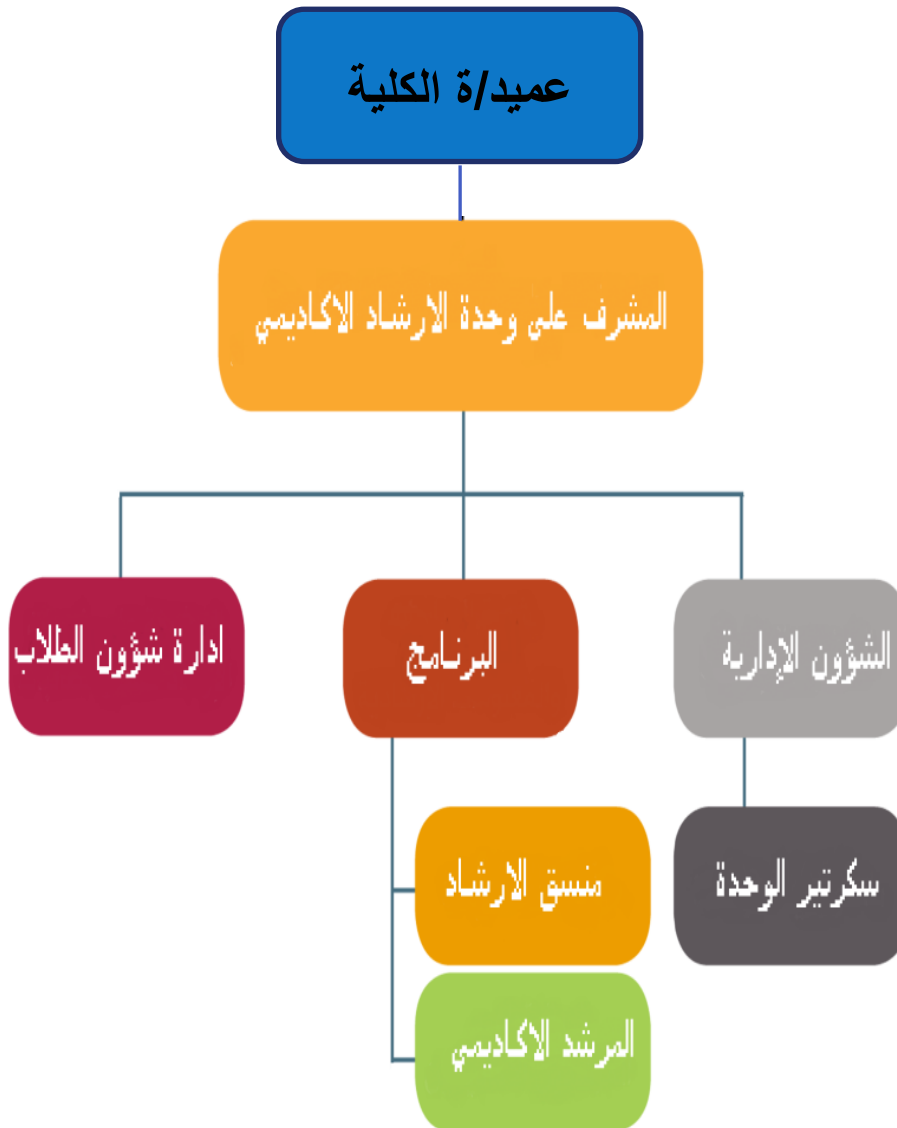 عميد/ة الكلية
المشرف على وحدة الارشاد الاكاديمي
الشؤون الإدارية
البرنامج
ادارة شؤون الطلاب
سكرتير الوحدة
منسق الارشاد
المرشد الاكاديمي